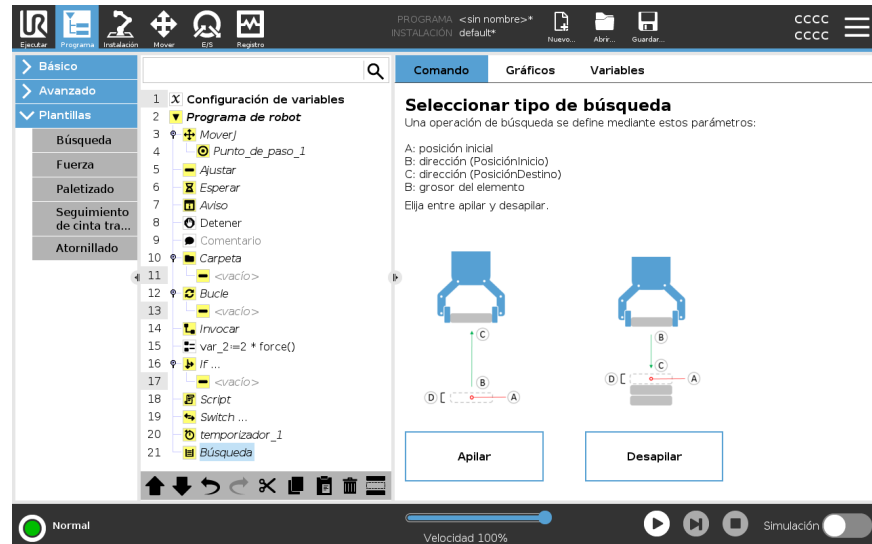 UR
Ejecutar
Programa
Instalación
Mover
E/S
Registro
PROGRAMA <sin nombre>*
INSTALACIÓN default*
Nuevo...
Abrir...
Guardar...
CCCC
CCCC
Básico
Avanzado
Plantillas
Búsqueda
Fuerza
Paletizado
Seguimiento
de cinta tra...
Atornillado
1 X Configuración de variables
2 Programa de robot
3 MoverJ
4 Punto_de_paso_1
5 Ajustar
6 Esperar
7 Aviso
8 Detener
9 Comentario
10 Carpeta
11 <vacío>
12 Bucle
13 <vacío>
14 Invocar
15 var_2:=2 * force()
16 If ...
17 <vacío>
18 Script
19 Switch ...
20 temporizador_1
21 Búsqueda
Comando Gráficos Variables
Seleccionar tipo de búsqueda
Una operación de búsqueda se define mediante estos parámetros:
A: posición inicial
B: dirección (PosiciónInicio)
C: dirección (PosiciónDestino)
B: grosor del elemento
Elija entre apilar y desapilar.
C
B
D
A
B
C
D
A
Apilar
Desapilar
Normal
Velocidad 100%
Simulación